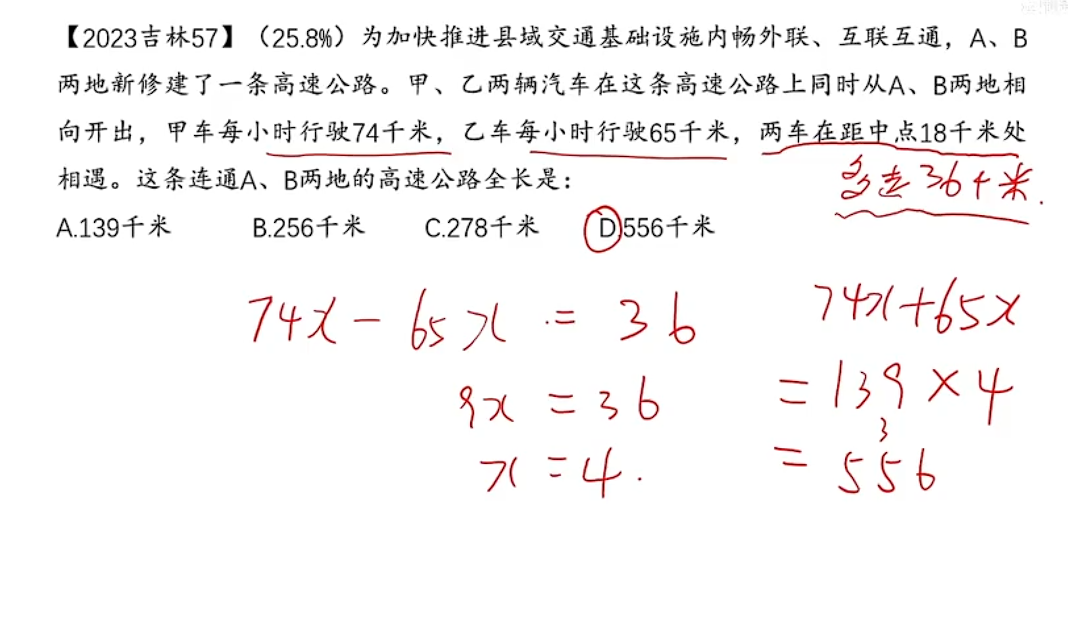 【2023吉林57】（25.8%）为加快推进县域交通基础设施内畅外联、互联互通，A、B
两地新修建了一条高速公路。甲、乙两辆汽车在这条高速公路上同时从A、B两地相
向开出，甲车每小时行驶74千米，乙车每小时行驶65千米，两车在距中点18千米处
相遇。这条连通A、B两地的高速公路全长是：
多走36千米.
A.139千米 B.256千米 C.278千米 D.556千米
74x - 65x = 36
9x = 36
x = 4.
74x+65x
= 139 × 4
3
= 556